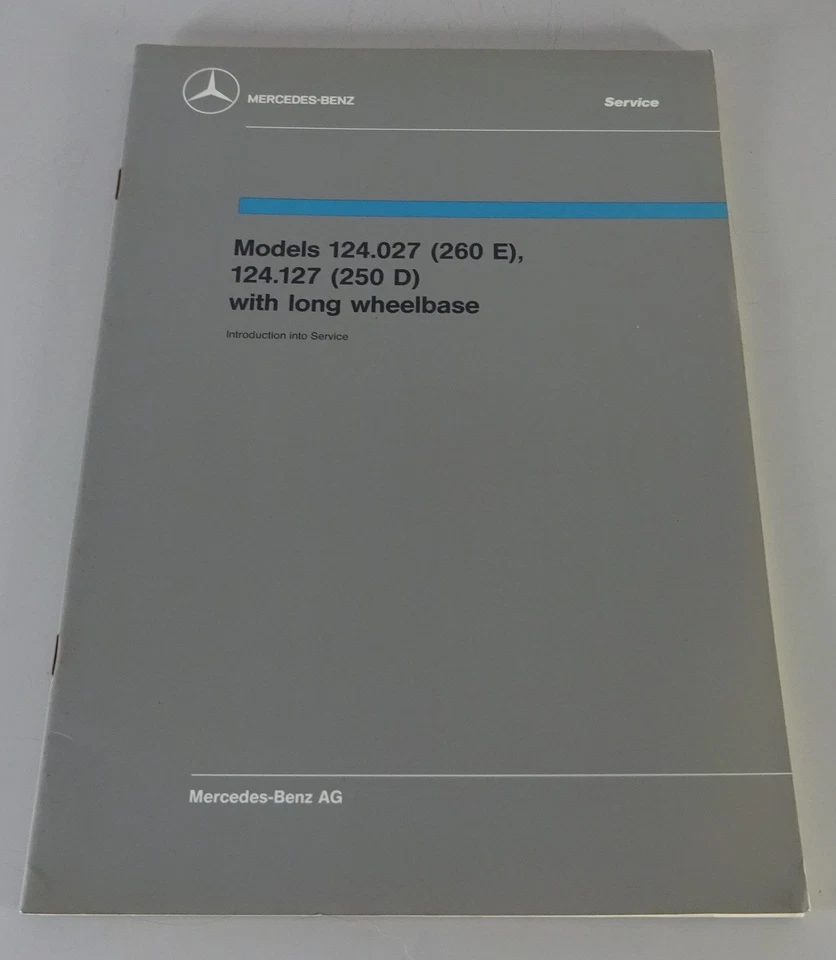 MERCEDES-BENZ
Service
Models 124.027 (260 E),
124.127 (250 D)
with long wheelbase
Introduction into Service
Mercedes-Benz AG